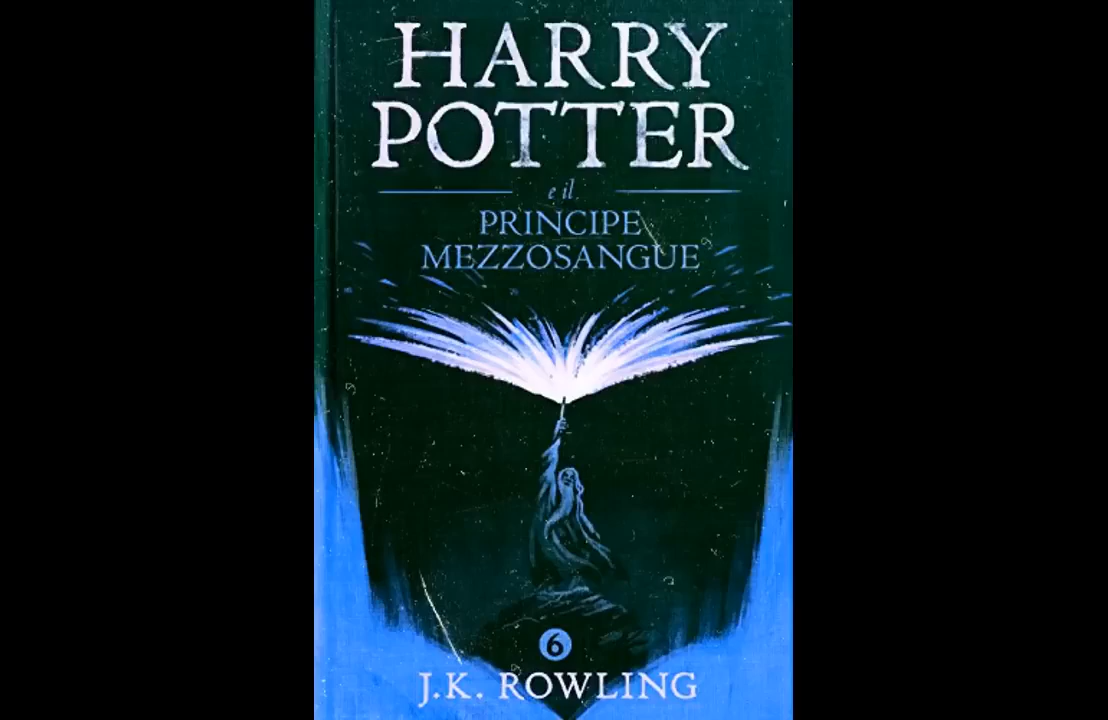 HARRY
POTTER
e il
PRINCIPE
MEZZOSANGUE
6
J.K. ROWLING